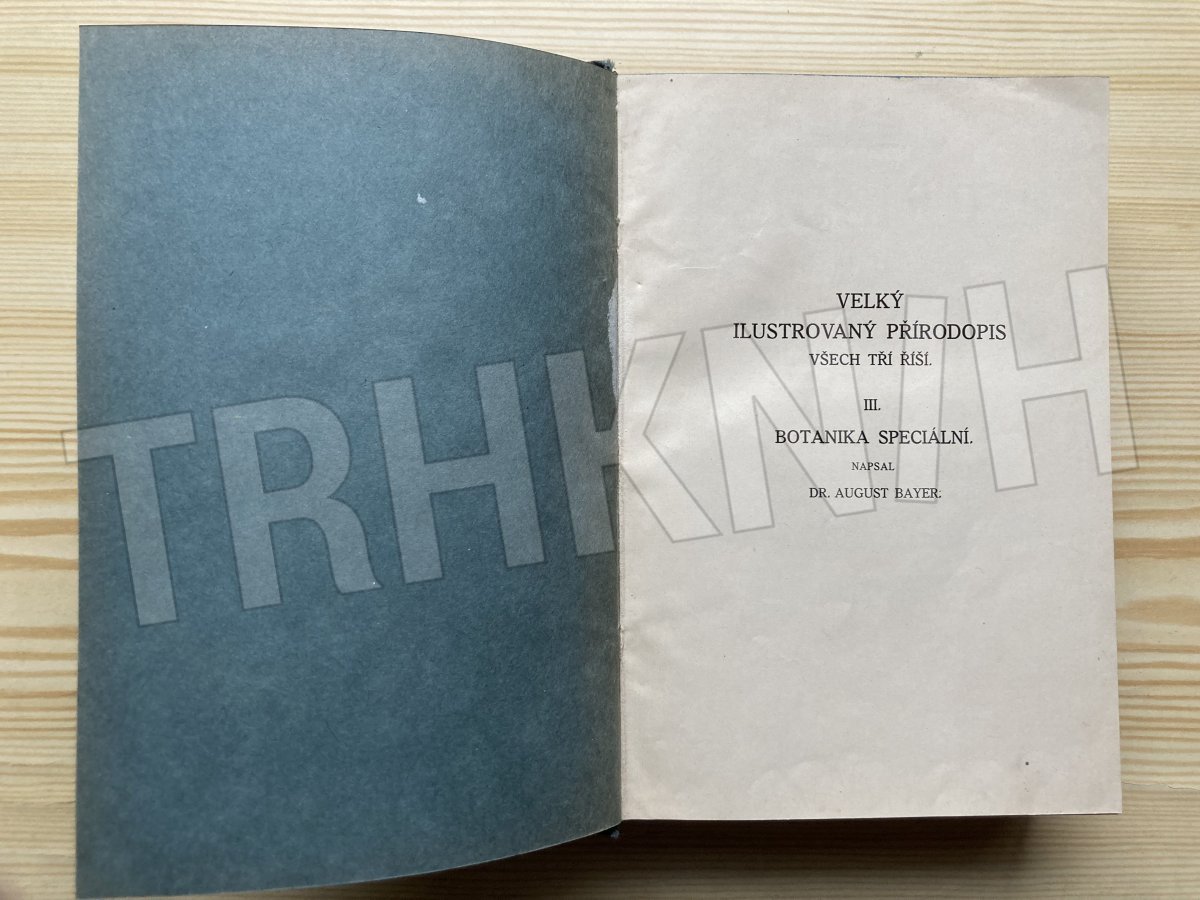 VELKÝ
ILUSTROVANÝ PŘÍRODOPIS
VŠECH TŘÍ ŘÍŠÍ.
III.
BOTANIKA SPECIÁLNÍ.
NAPSAL
DR. AUGUST BAYER.
TRHKNIH